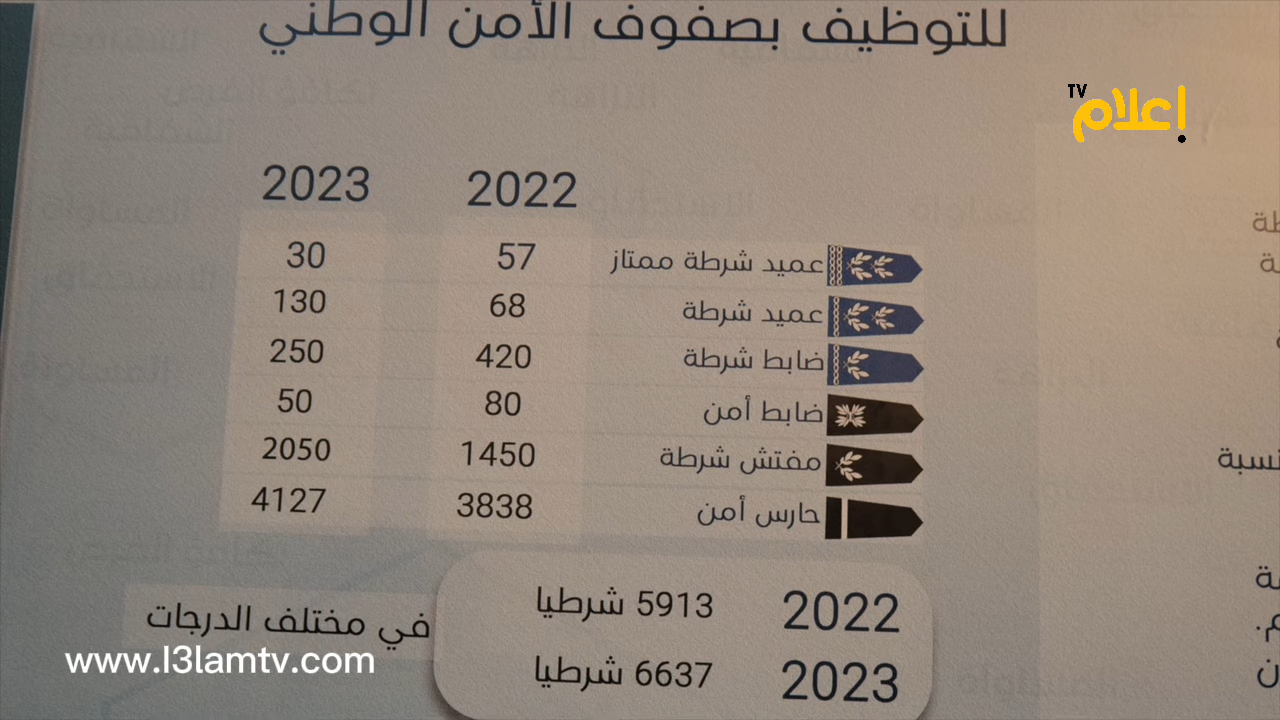 للتوظيف بصفوف الأمن الوطني
إعلام TV
2022 2023
عميد شرطة ممتاز 57 30
عميد شرطة 68 130
ضابط شرطة 420 250
ضابط أمن 80 50
مفتش شرطة 1450 2050
حارس أمن 3838 4127
2022 5913 شرطيا
في مختلف الدرجات
2023 6637 شرطيا
www.l3lamtv.com